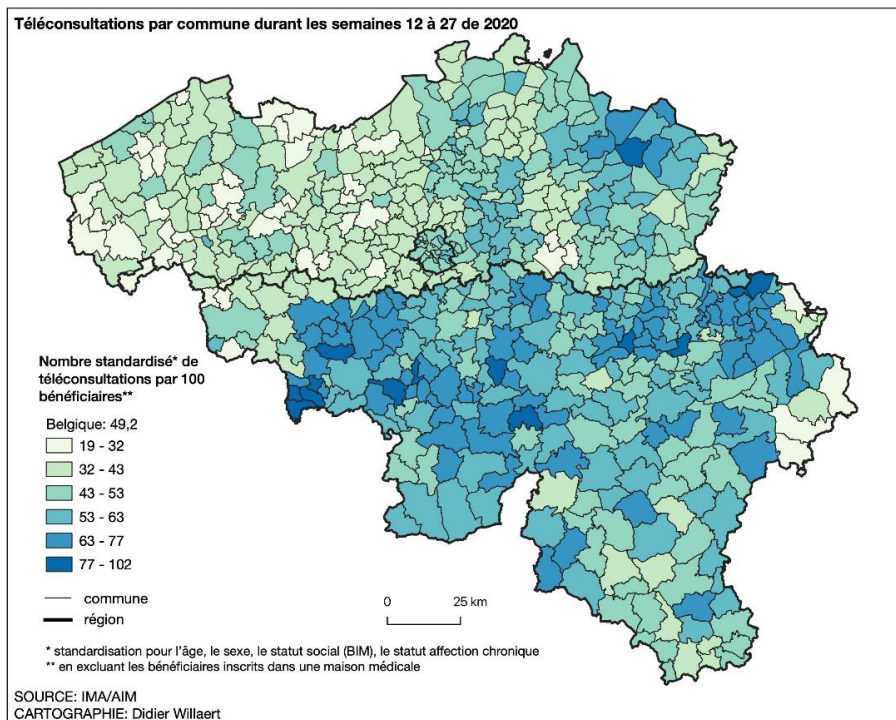 Téléconsultations par commune durant les semaines 12 à 27 de 2020
Nombre standardisé* de
téléconsultations par 100
bénéficiaires**
Belgique: 49,2
19 - 32
32 - 43
43 - 53
53 - 63
63 - 77
77 - 102
commune
région
0 25 km
* standardisation pour l'âge, le sexe, le statut social (BIM), le statut affection chronique
** en excluant les bénéficiaires inscrits dans une maison médicale
SOURCE: IMA/AIM
CARTOGRAPHIE: Didier Willaert